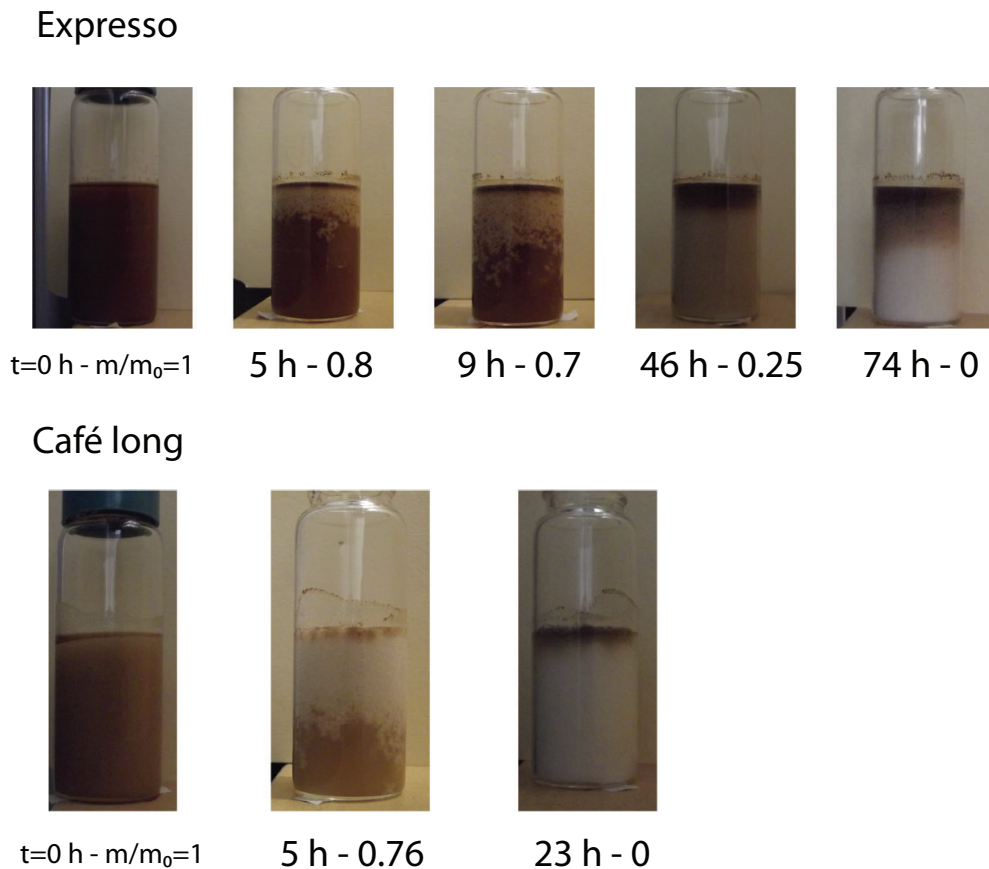 Expresso
t=0 h - m/m₀=1
5 h - 0.8
9 h - 0.7
46 h - 0.25
74 h - 0
Café long
t=0 h - m/m₀=1
5 h - 0.76
23 h - 0